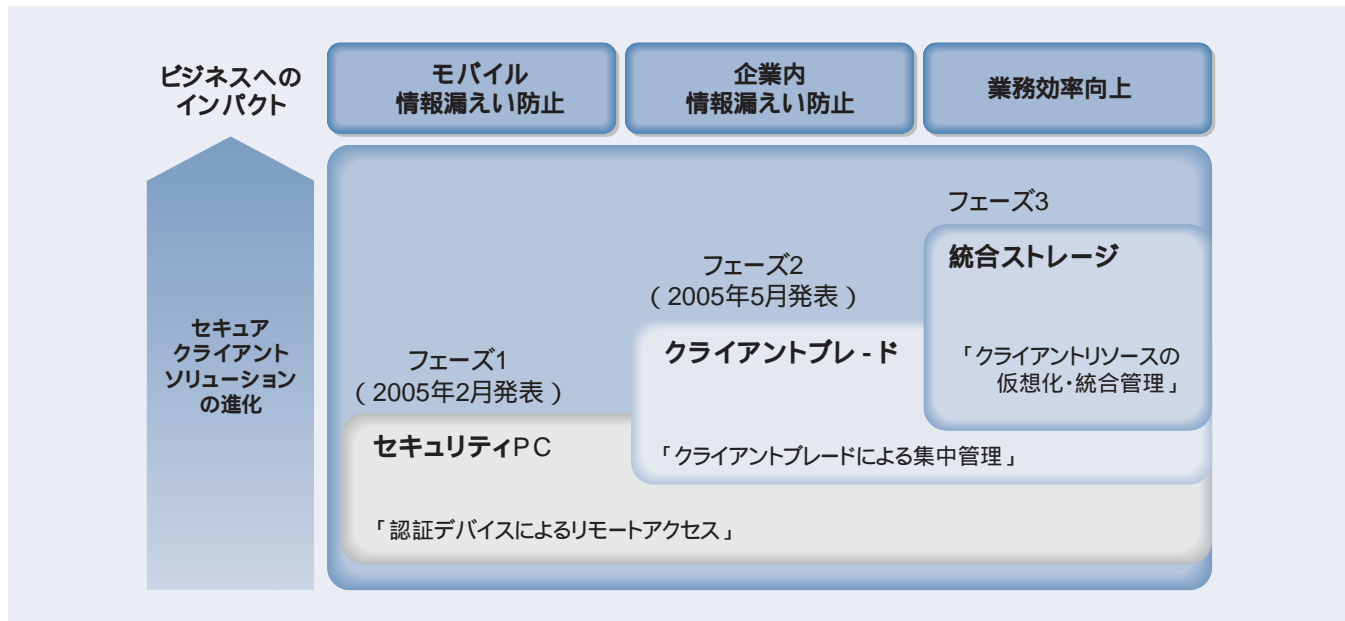 ビジネスへの
インパクト
モバイル
情報漏えい防止
企業内
情報漏えい防止
業務効率向上
セキュア
クライアント
ソリューション
の進化
フェーズ1
(2005年2月発表)
セキュリティPC
「認証デバイスによるリモートアクセス」
フェーズ2
(2005年5月発表)
クライアントブレ-ド
「クライアントブレードによる集中管理」
フェーズ3
統合ストレージ
「クライアントリソースの
仮想化・統合管理」